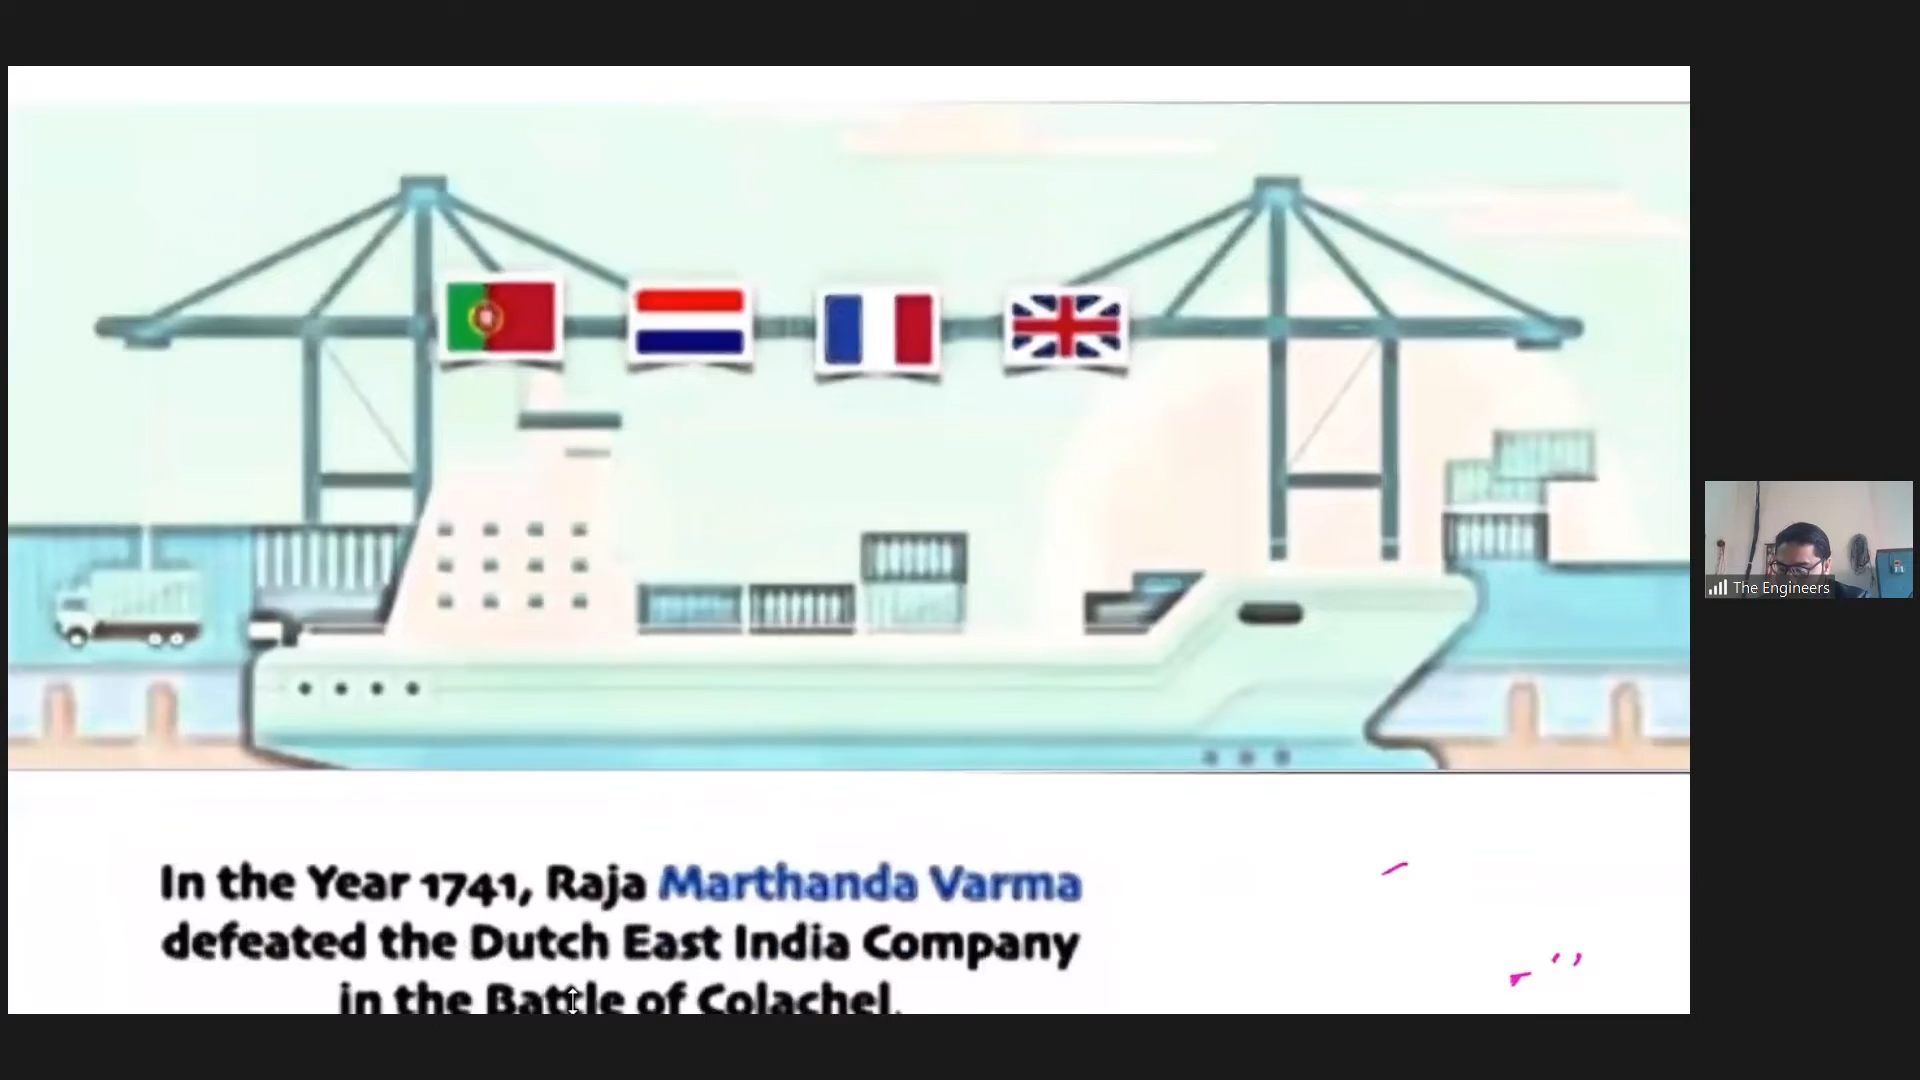 In the Year 1741, Raja Marthanda Varma
defeated the Dutch East India Company
in the Battle of Colachel.
The Engineers